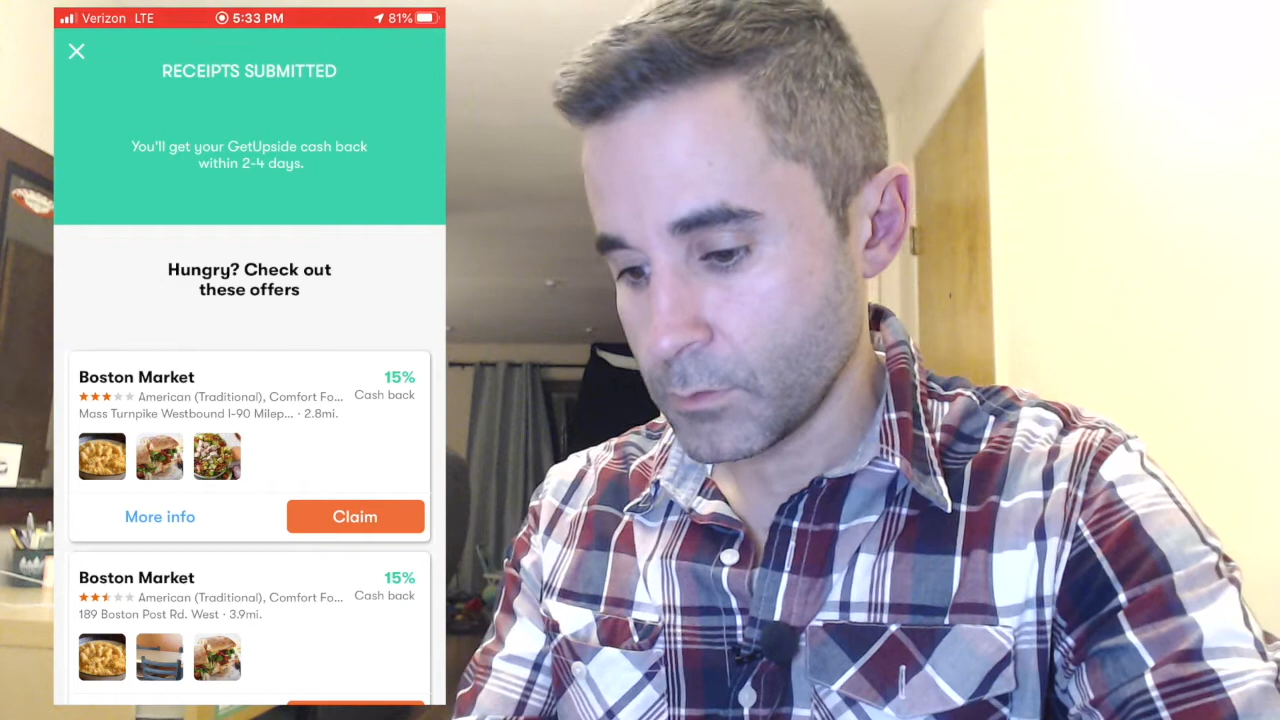 Verizon LTE 5:33 PM 81%
RECEIPTS SUBMITTED
You'll get your GetUpside cash back
within 2-4 days.
Hungry? Check out
these offers
Boston Market 15%
American (Traditional), Comfort Fo... Cash back
Mass Turnpike Westbound I-90 Milep... · 2.8mi.
More info Claim
Boston Market 15%
American (Traditional), Comfort Fo... Cash back
189 Boston Post Rd. West · 3.9mi.